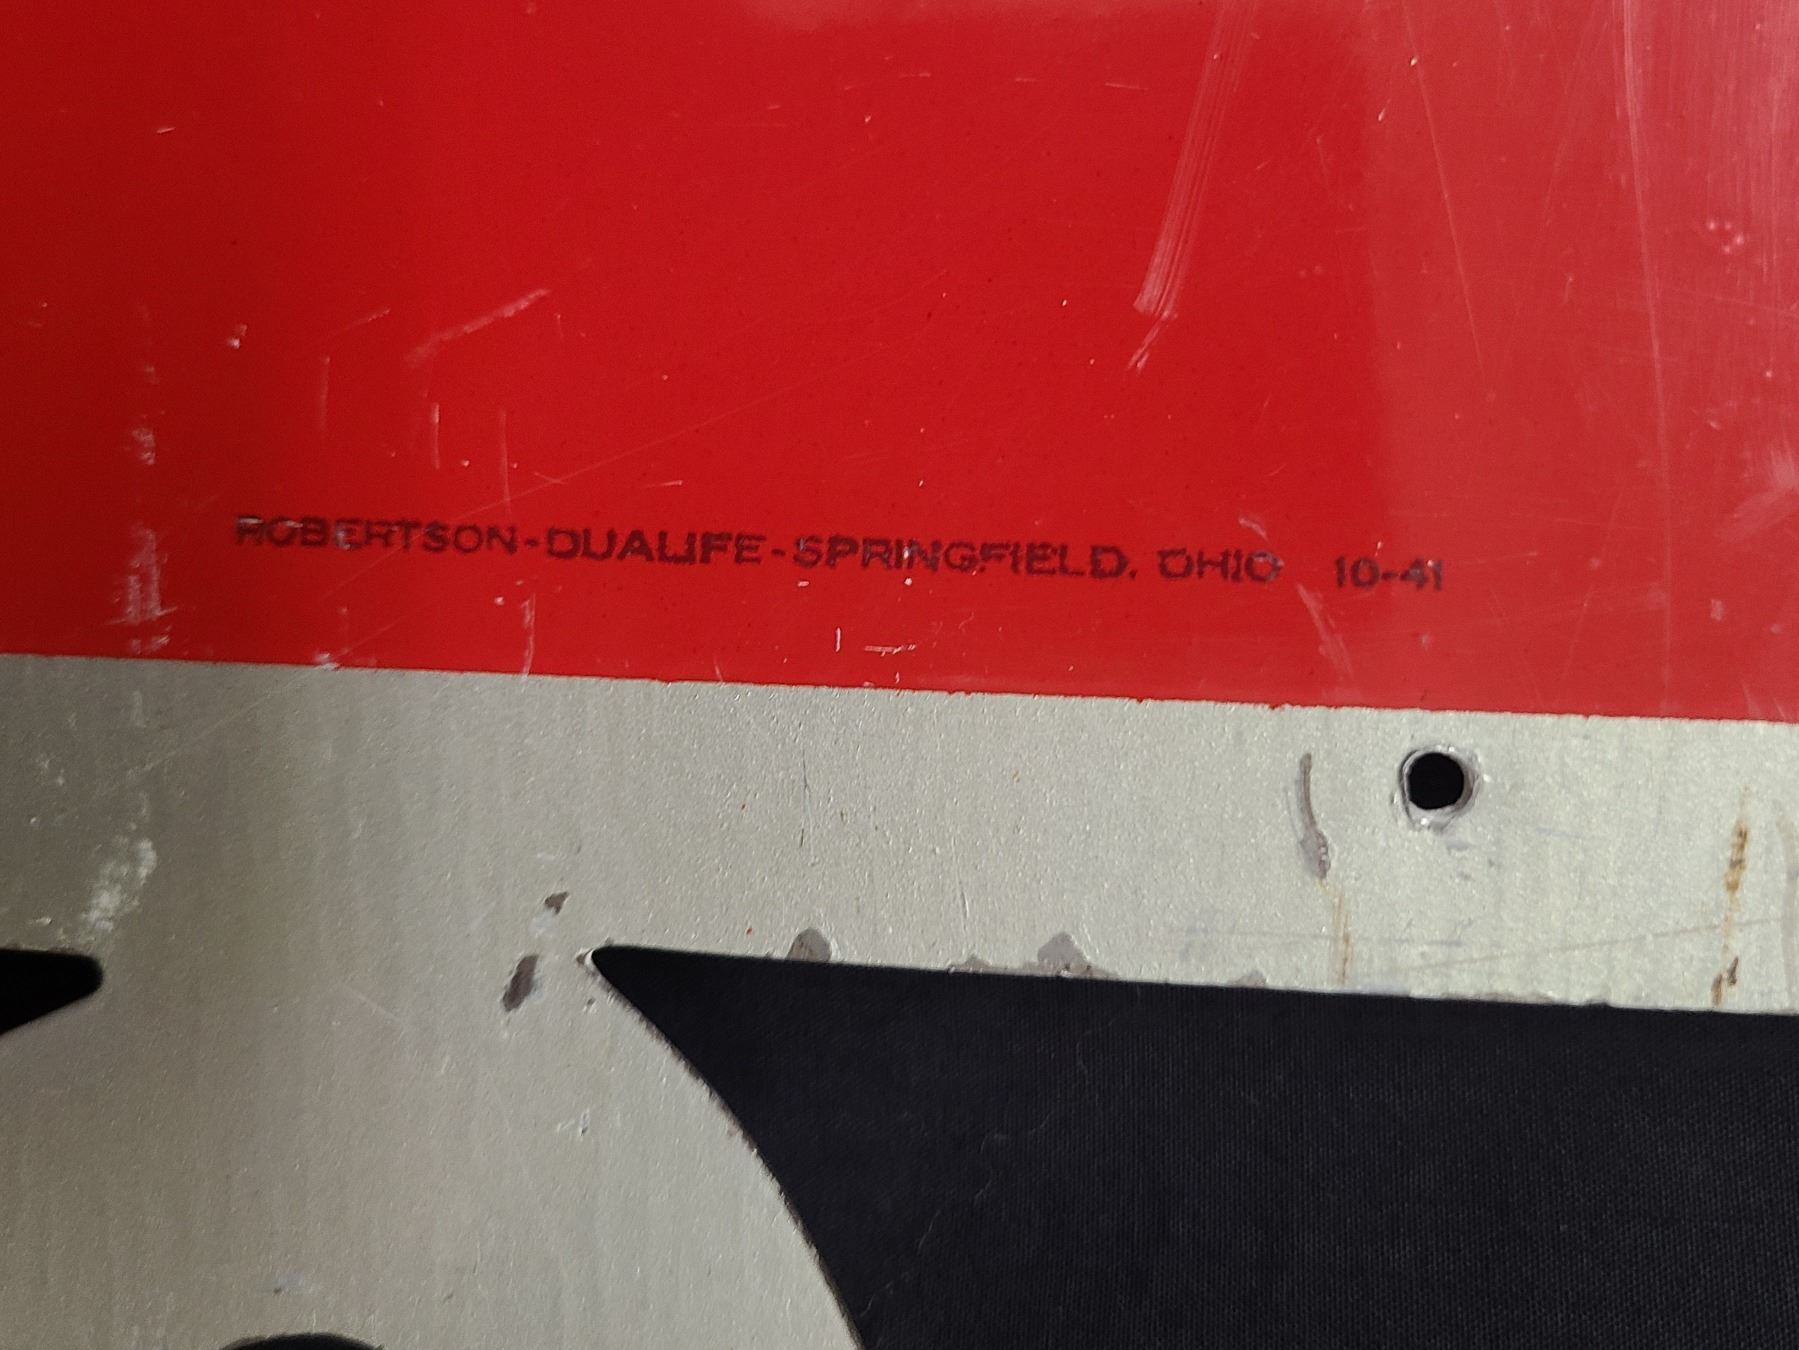 ROBERTSON-DUALIFE-SPRINGFIELD, OHIO 10-41